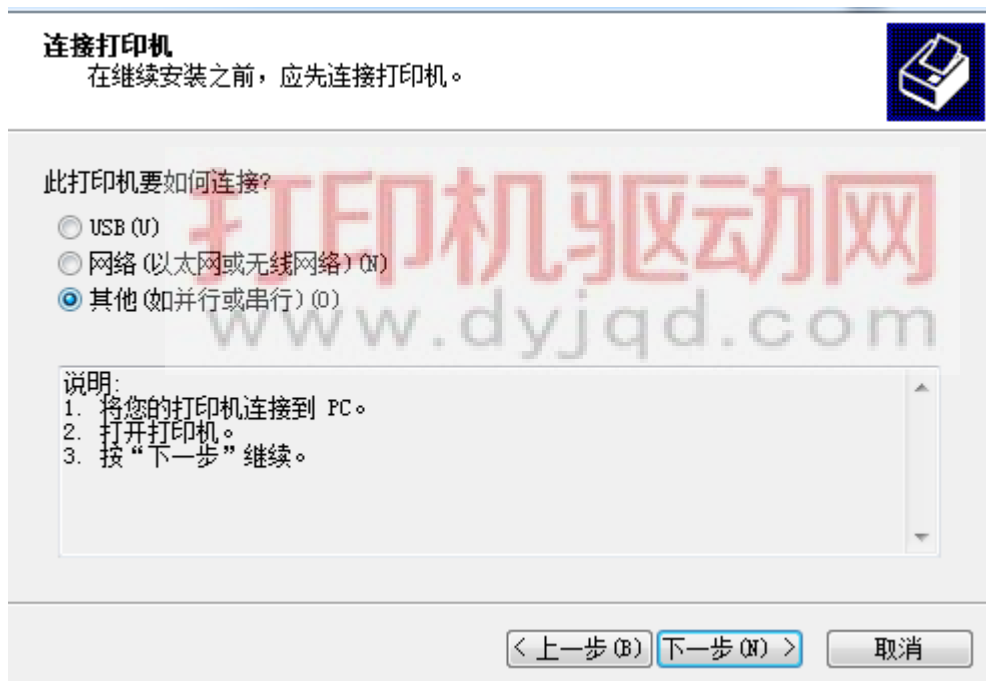 连接打印机
在继续安装之前，应先连接打印机。
此打印机要如何连接?
USB(U)
网络(以太网或无线网络)(N)
其他(如并行或串行)(O)
打印机驱动网
www.dyjqd.com
说明:
1. 将您的打印机连接到 PC。
2. 打开打印机。
3. 按“下一步”继续。
< 上一步(B) 下一步(N) > 取消